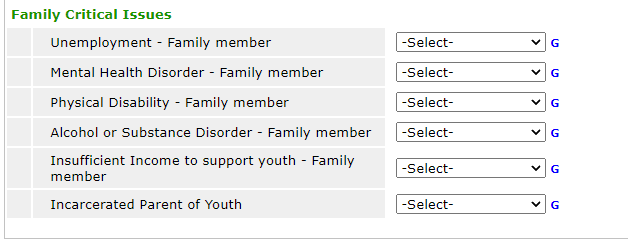 Family Critical Issues
Unemployment - Family member -Select- G
Mental Health Disorder - Family member -Select- G
Physical Disability - Family member -Select- G
Alcohol or Substance Disorder - Family member -Select- G
Insufficient Income to support youth - Family
member -Select- G
Incarcerated Parent of Youth -Select- G